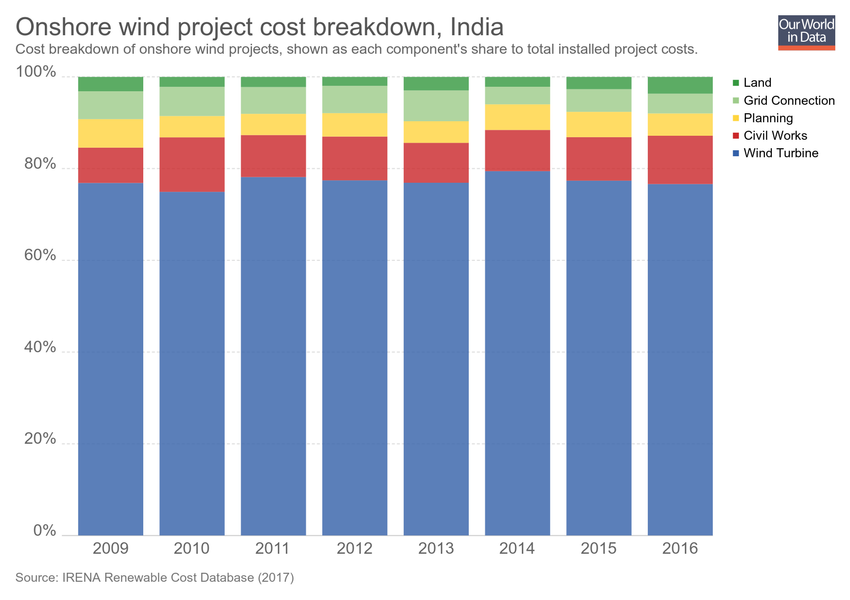 Onshore wind project cost breakdown, India
Cost breakdown of onshore wind projects, shown as each component's share to total installed project costs.
Our World
in Data
100%
80%
60%
40%
20%
0%
2009 2010 2011 2012 2013 2014 2015 2016
Land
Grid Connection
Planning
Civil Works
Wind Turbine
Source: IRENA Renewable Cost Database (2017)